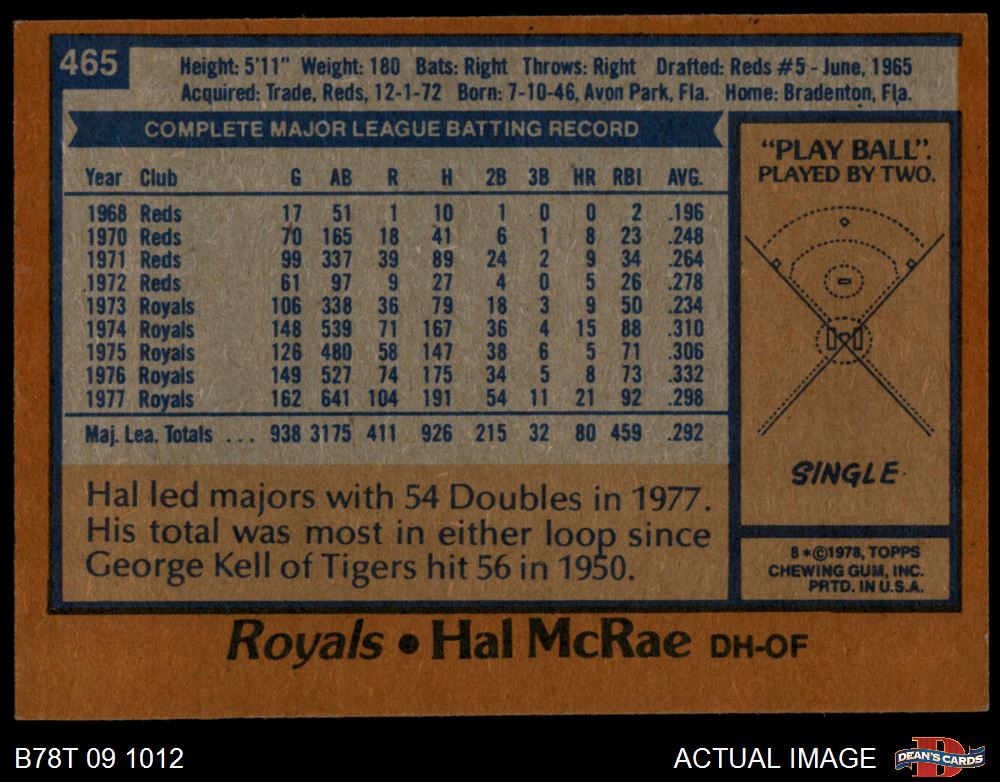 465
Height: 5'11" Weight: 180 Bats: Right Throws: Right Drafted: Reds #5 - June, 1965
Acquired: Trade, Reds, 12-1-72 Born: 7-10-46, Avon Park, Fla. Home: Bradenton, Fla.
COMPLETE MAJOR LEAGUE BATTING RECORD
Year Club G AB R H 2B 3B HR RBI AVG.
1968 Reds 17 51 1 10 1 0 0 2 .196
1970 Reds 70 165 18 41 6 1 8 23 .248
1971 Reds 99 337 39 89 24 2 9 34 .264
1972 Reds 61 97 9 27 4 0 5 26 .278
1973 Royals 106 338 36 79 18 3 9 50 .234
1974 Royals 148 539 71 167 36 4 15 88 .310
1975 Royals 126 480 58 147 38 6 5 71 .306
1976 Royals 149 527 74 175 34 5 8 73 .332
1977 Royals 162 641 104 191 54 11 21 92 .298
Maj. Lea. Totals ... 938 3175 411 926 215 32 80 459 .292
Hal led majors with 54 Doubles in 1977.
His total was most in either loop since
George Kell of Tigers hit 56 in 1950.
"PLAY BALL".
PLAYED BY TWO.
SINGLE
8*©1978, TOPPS
CHEWING GUM, INC.
PRTD. IN U.S.A.
Royals • Hal McRae DH-OF
B78T 09 1012
ACTUAL IMAGE
D
DEAN'S CARDS